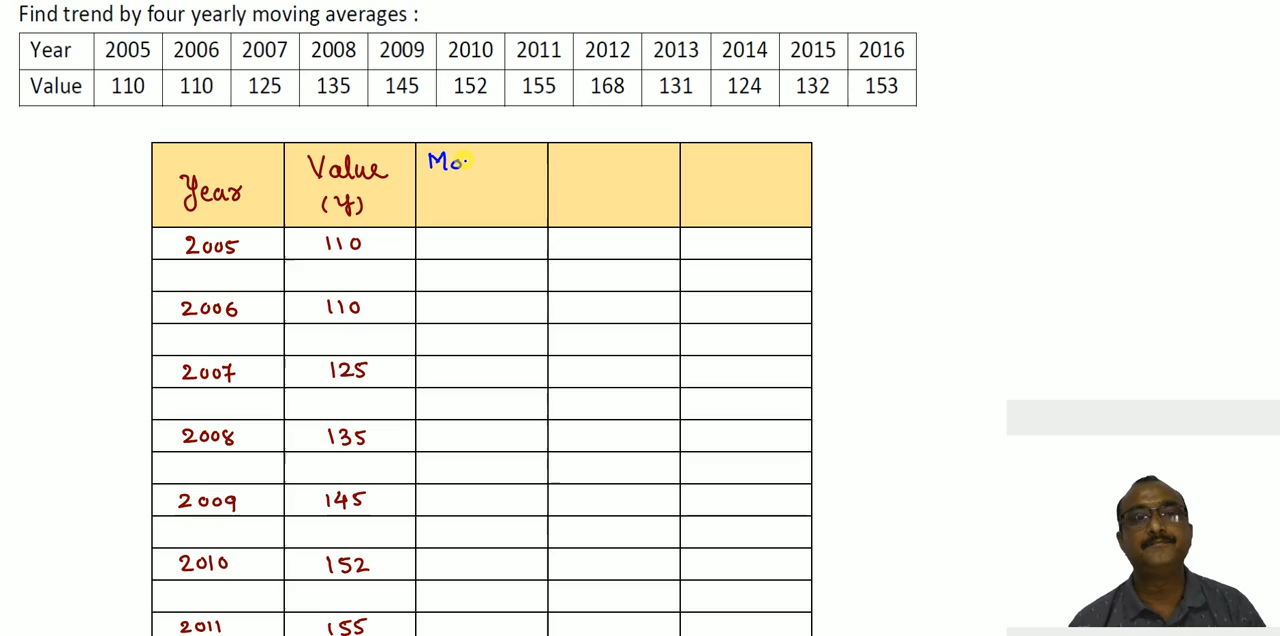 Find trend by four yearly moving averages :
Year 2005 2006 2007 2008 2009 2010 2011 2012 2013 2014 2015 2016
Value 110 110 125 135 145 152 155 168 131 124 132 153
Year Value (Y) Mo
2005 110
2006 110
2007 125
2008 135
2009 145
2010 152
2011 155